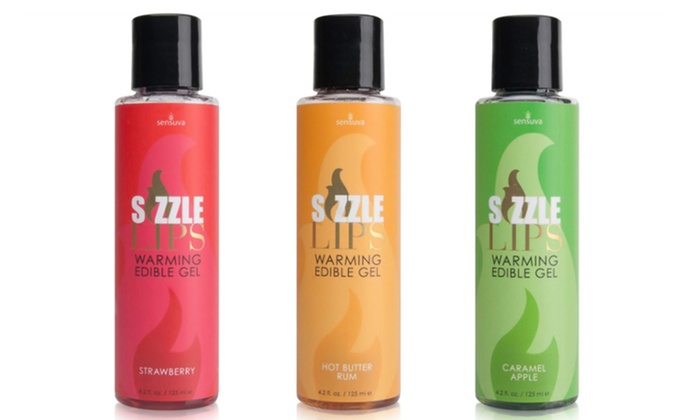 sensuva
SIZZLE
LIPS
WARMING
EDIBLE GEL
STRAWBERRY
4.2 fl. oz / 125 ml e
sensuva
SIZZLE
LIPS
WARMING
EDIBLE GEL
HOT BUTTER
RUM
4.2 fl. oz / 125 ml e
sensuva
SIZZLE
LIPS
WARMING
EDIBLE GEL
CARAMEL
APPLE
4.2 fl. oz / 125 ml e